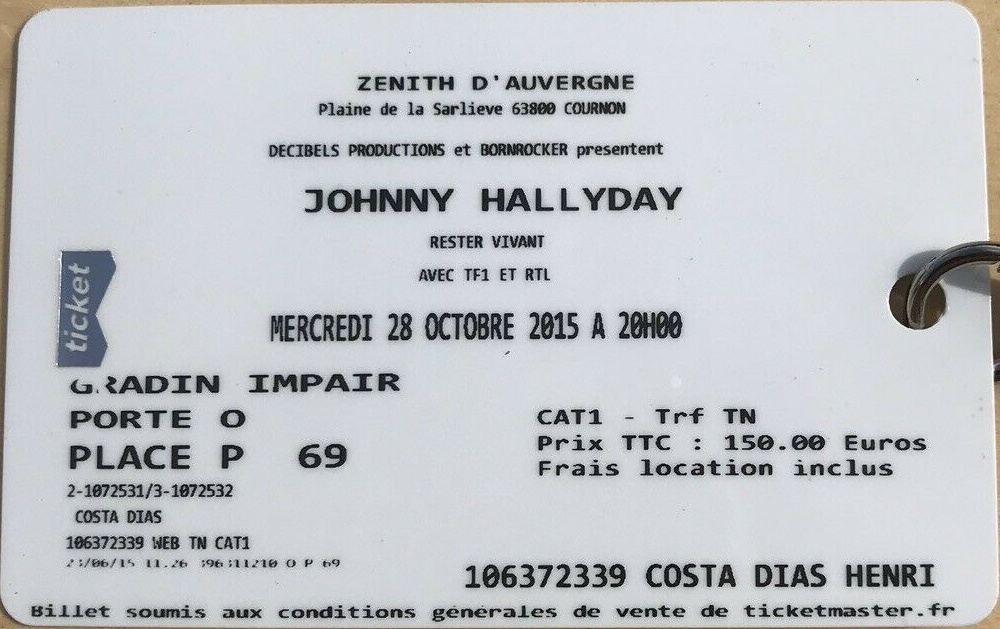 ZENITH D'AUVERGNE
Plaine de la Sarlieve 63800 COURNON
DECIBELS PRODUCTIONS et BORNROCKER presentent
JOHNNY HALLYDAY
RESTER VIVANT
AVEC TF1 ET RTL
MERCREDI 28 OCTOBRE 2015 A 20H00
ticket
GRADIN IMPAIR
PORTE O
PLACE P 69
CAT1 - Trf TN
Prix TTC : 150.00 Euros
Frais location inclus
2-1072531/3-1072532
COSTA DIAS
106372339 WEB TN CAT1
O P 69
106372339 COSTA DIAS HENRI
Billet soumis aux conditions générales de vente de ticketmaster.fr